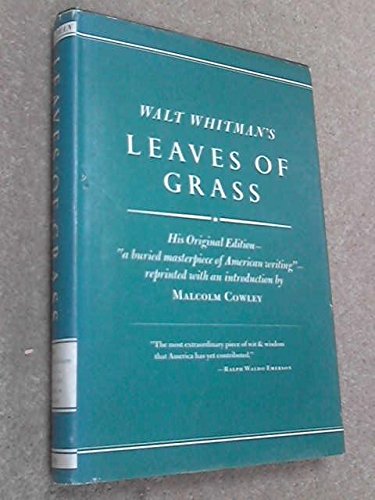 WALT WHITMAN'S
LEAVES OF
GRASS
His Original Edition—
"a buried masterpiece of American writing"—
reprinted with an introduction by
MALCOLM COWLEY
"The most extraordinary piece of wit & wisdom
that America has yet contributed."
—RALPH WALDO EMERSON
LEAVES OF GRASS